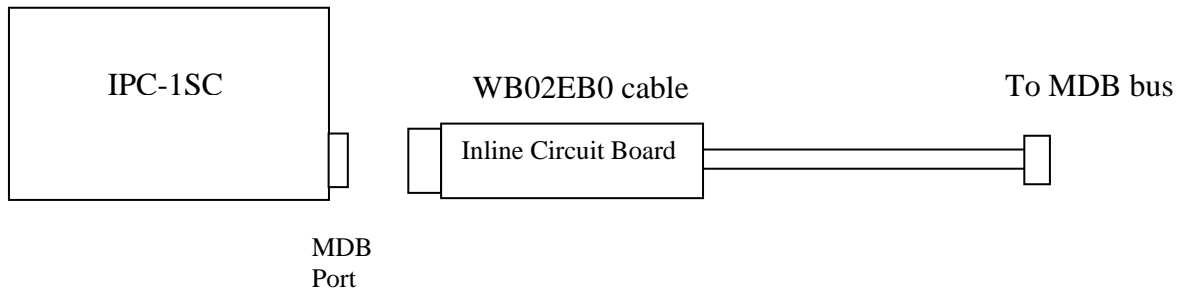 IPC-1SC
WB02EB0 cable
To MDB bus
Inline Circuit Board
MDB
Port